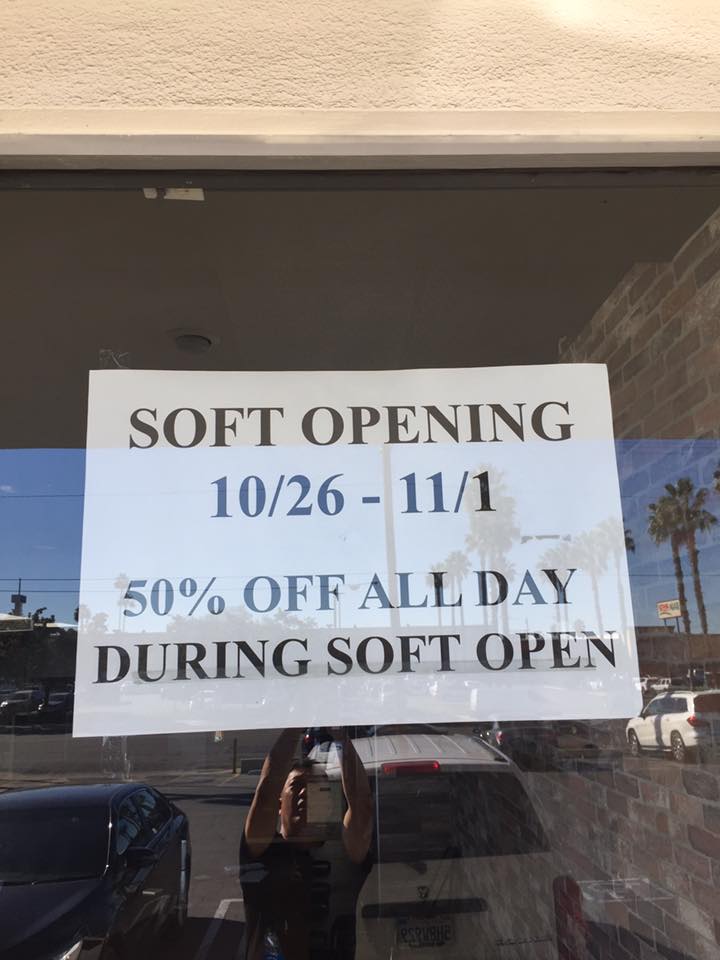 SOFT OPENING
10/26 - 11/1
50% OFF ALL DAY
DURING SOFT OPEN